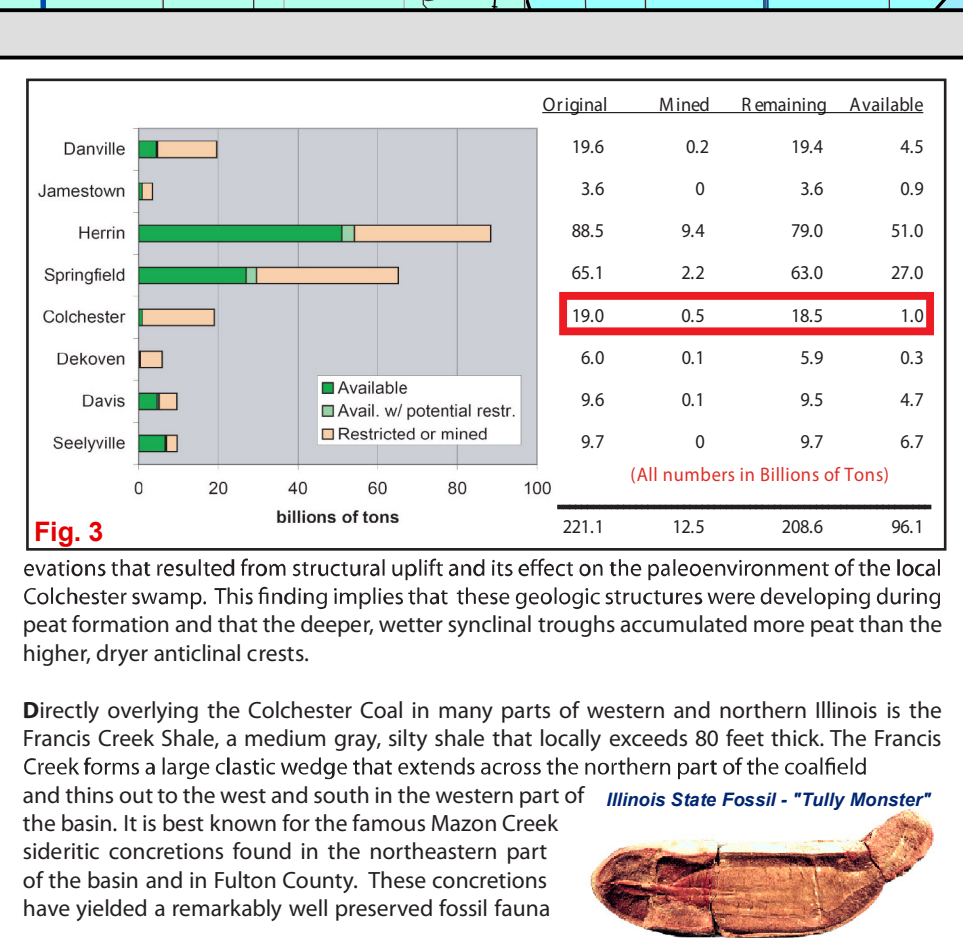 Original Mined Remaining Available
Danville 19.6 0.2 19.4 4.5
Jamestown 3.6 0 3.6 0.9
Herrin 88.5 9.4 79.0 51.0
Springfield 65.1 2.2 63.0 27.0
Colchester 19.0 0.5 18.5 1.0
Dekoven 6.0 0.1 5.9 0.3
Davis 9.6 0.1 9.5 4.7
Seelyville 9.7 0 9.7 6.7
Available
Avail. w/ potential restr.
Restricted or mined
(All numbers in Billions of Tons)
0 20 40 60 80 100
billions of tons
221.1 12.5 208.6 96.1
Fig. 3
evations that resulted from structural uplift and its effect on the paleoenvironment of the local
Colchester swamp. This finding implies that these geologic structures were developing during
peat formation and that the deeper, wetter synclinal troughs accumulated more peat than the
higher, dryer anticlinal crests.
Directly overlying the Colchester Coal in many parts of western and northern Illinois is the
Francis Creek Shale, a medium gray, silty shale that locally exceeds 80 feet thick. The Francis
Creek forms a large clastic wedge that extends across the northern part of the coalfield
and thins out to the west and south in the western part of
the basin. It is best known for the famous Mazon Creek
sideritic concretions found in the northeastern part
of the basin and in Fulton County. These concretions
have yielded a remarkably well preserved fossil fauna
Illinois State Fossil - "Tully Monster"